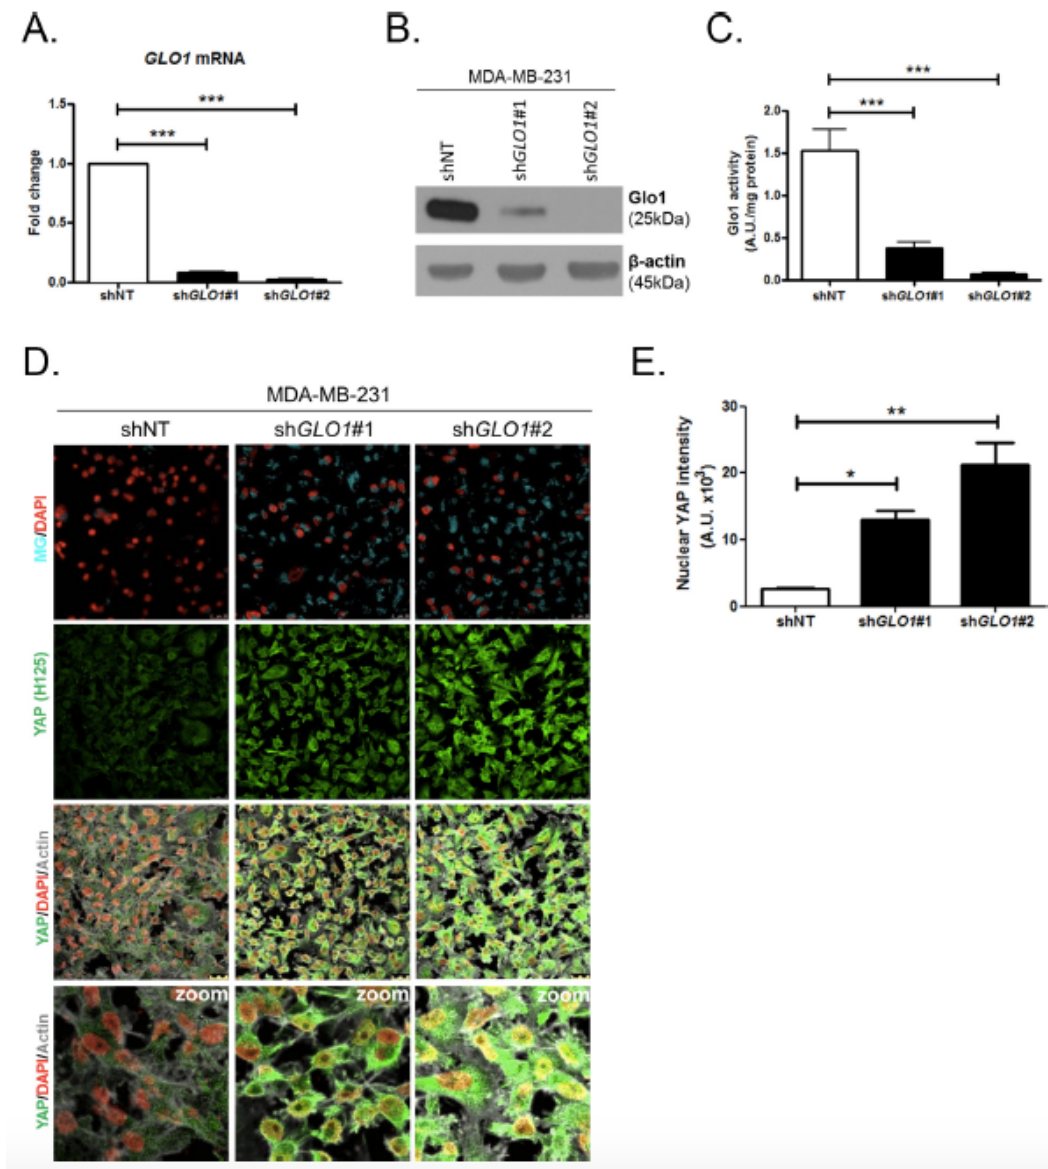 A.
GLO1 mRNA
Fold change
1.5
1.0
0.5
0.0
***
***
shNT
shGLO1#1
shGLO1#2
B.
MDA-MB-231
shNT
shGLO1#1
shGLO1#2
Glo1
(25kDa)
β-actin
(45kDa)
C.
Glo1 activity
(A.U./mg protein)
2.0
1.5
1.0
0.5
0.0
***
***
shNT
shGLO1#1
shGLO1#2
D.
MDA-MB-231
shNT
shGLO1#1
shGLO1#2
MG/DAPI
YAP (H125)
YAP/DAPI/Actin
YAP/DAPI/Actin
zoom
zoom
zoom
E.
Nuclear YAP intensity
(A.U. x10³)
30
20
10
0
**
*
shNT
shGLO1#1
shGLO1#2